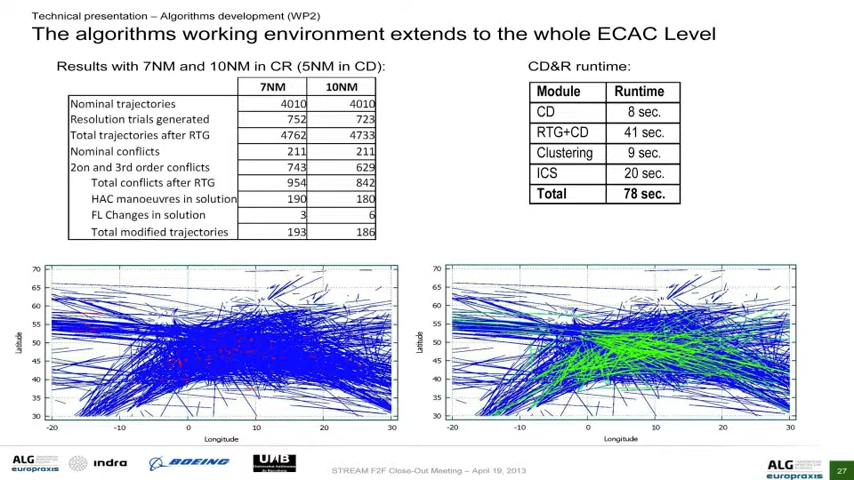 Technical presentation – Algorithms development (WP2)
The algorithms working environment extends to the whole ECAC Level
Results with 7NM and 10NM in CR (5NM in CD):
7NM 10NM
Nominal trajectories 4010 4010
Resolution trials generated 752 723
Total trajectories after RTG 4762 4733
Nominal conflicts 211 211
2on and 3rd order conflicts 743 629
Total conflicts after RTG 954 842
HAC manoeuvres in solution 190 180
FL Changes in solution 3 6
Total modified trajectories 193 186
CD&R runtime:
Module Runtime
CD 8 sec.
RTG+CD 41 sec.
Clustering 9 sec.
ICS 20 sec.
Total 78 sec.
70
65
60
55
50
45
40
35
30
Latitude
-20 -10 0 10 20 30
Longitude
70
65
60
55
50
45
40
35
30
Latitude
-20 -10 0 10 20 30
Longitude
ALG
europraxis
indra
BOEING
UAB
STREAM F2F Close-Out Meeting – April 19, 2013
ALG
europraxis
27